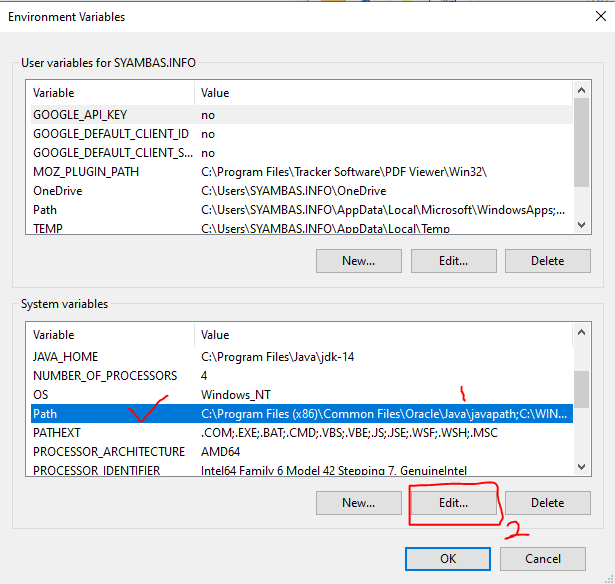 Environment Variables
User variables for SYAMBAS.INFO
Variable Value
GOOGLE_API_KEY no
GOOGLE_DEFAULT_CLIENT_ID no
GOOGLE_DEFAULT_CLIENT_S... no
MOZ_PLUGIN_PATH C:\Program Files\Tracker Software\PDF Viewer\Win32\
OneDrive C:\Users\SYAMBAS.INFO\OneDrive
Path C:\Users\SYAMBAS.INFO\AppData\Local\Microsoft\WindowsApps;...
TEMP C:\Users\SYAMBAS.INFO\AppData\Local\Temp
New... Edit... Delete
System variables
Variable Value
JAVA_HOME C:\Program Files\Java\jdk-14
NUMBER_OF_PROCESSORS 4
OS Windows_NT
1
Path C:\Program Files (x86)\Common Files\Oracle\Java\javapath;C:\WIN...
PATHEXT .COM;.EXE;.BAT;.CMD;.VBS;.VBE;.JS;.JSE;.WSF;.WSH;.MSC
PROCESSOR_ARCHITECTURE AMD64
PROCESSOR_IDENTIFIER Intel64 Family 6 Model 42 Stepping 7, GenuineIntel
New... Edit... Delete
2
OK Cancel